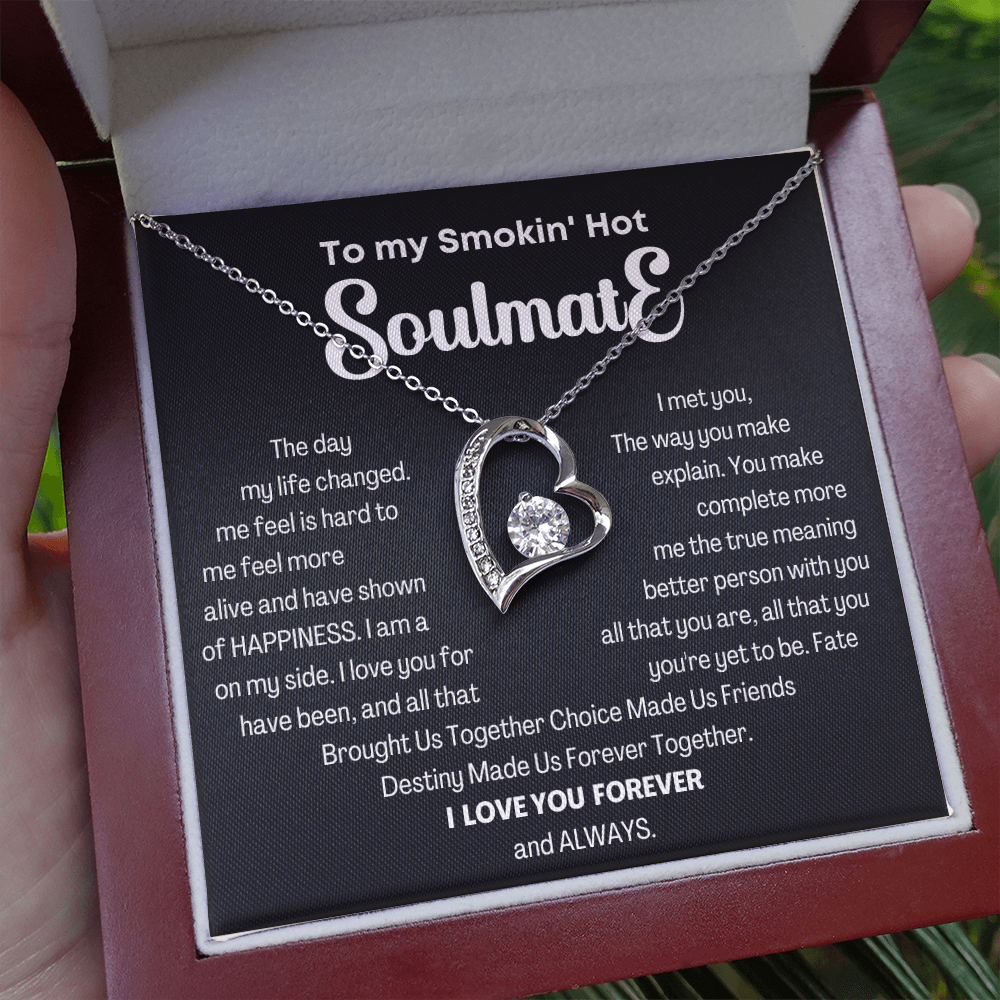 To my Smokin' Hot
SoulmatE
The day I met you,
my life changed. The way you make
me feel is hard to explain. You make
me feel more complete more
alive and have shown me the true meaning
of HAPPINESS. I am a better person with you
on my side. I love you for all that you are, all that you
have been, and all that you're yet to be. Fate
Brought Us Together Choice Made Us Friends
Destiny Made Us Forever Together.
I LOVE YOU FOREVER
and ALWAYS.